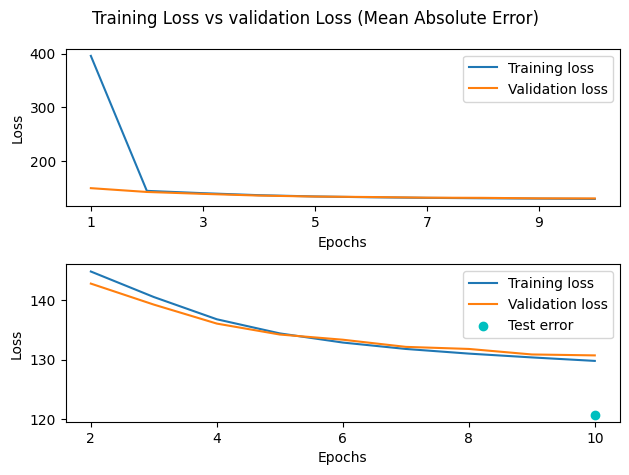 Training Loss vs validation Loss (Mean Absolute Error)
400
300
200
Loss
Training loss
Validation loss
1 3 5 7 9
Epochs
140
130
120
Loss
Training loss
Validation loss
Test error
2 4 6 8 10
Epochs